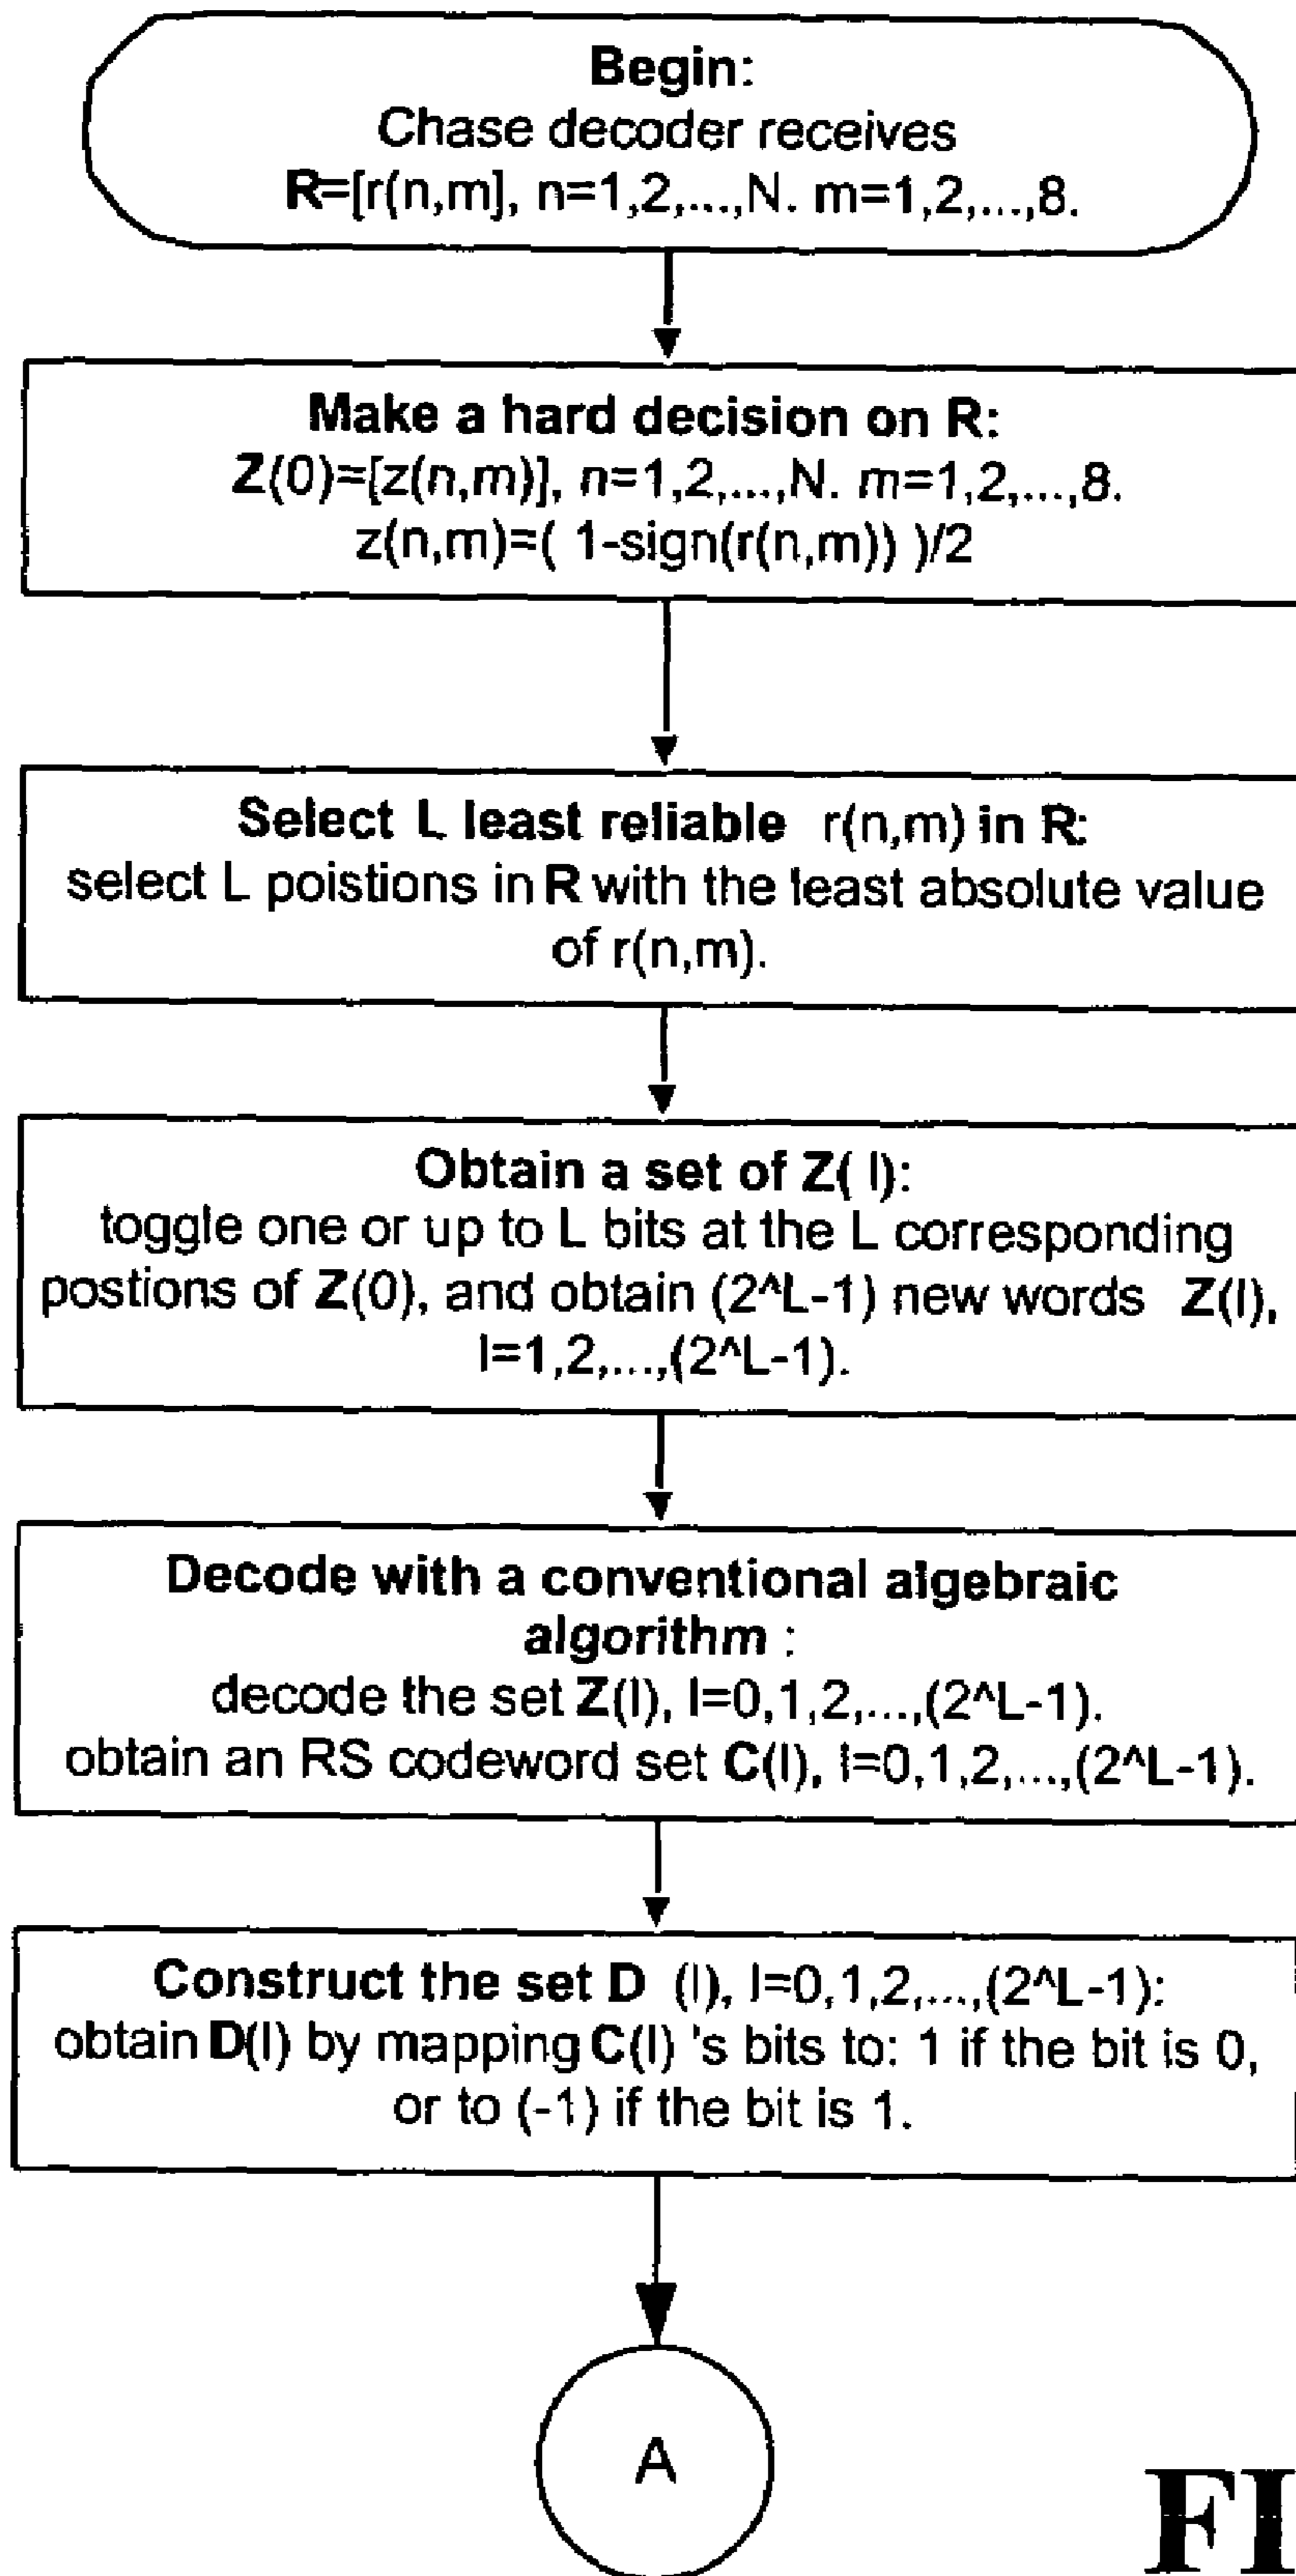 Begin:
Chase decoder receives
R=[r(n,m], n=1,2,...,N. m=1,2,...,8.
Make a hard decision on R:
Z(0)=[z(n,m)], n=1,2,...,N. m=1,2,...,8.
z(n,m)=( 1-sign(r(n,m)) )/2
Select L least reliable r(n,m) in R:
select L poistions in R with the least absolute value
of r(n,m).
Obtain a set of Z( l):
toggle one or up to L bits at the L corresponding
postions of Z(0), and obtain (2^L-1) new words Z(l),
l=1,2,...,(2^L-1).
Decode with a conventional algebraic
algorithm :
decode the set Z(l), l=0,1,2,...,(2^L-1).
obtain an RS codeword set C(l), l=0,1,2,...,(2^L-1).
Construct the set D (l), l=0,1,2,...,(2^L-1):
obtain D(l) by mapping C(l) 's bits to: 1 if the bit is 0,
or to (-1) if the bit is 1.
A
FI